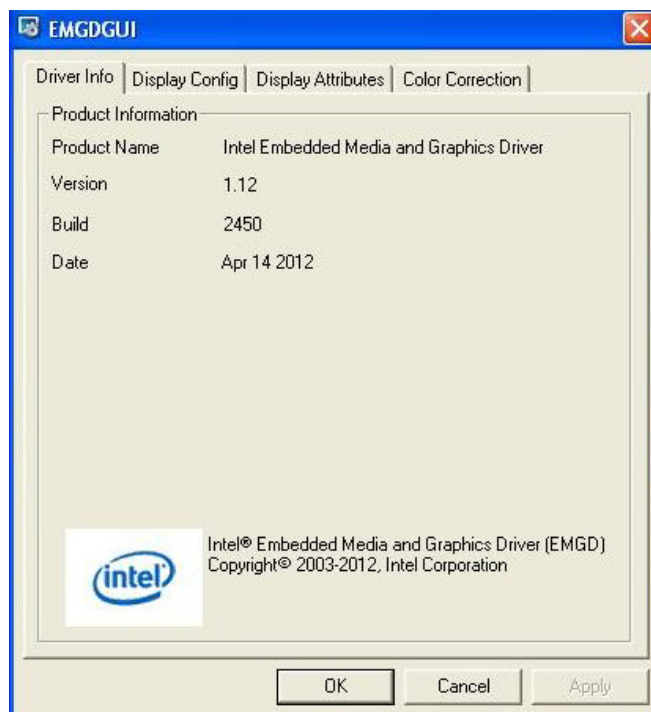 EMGDGUI
Driver Info Display Config Display Attributes Color Correction
Product Information
Product Name Intel Embedded Media and Graphics Driver
Version 1.12
Build 2450
Date Apr 14 2012
intel
Intel® Embedded Media and Graphics Driver (EMGD)
Copyright© 2003-2012, Intel Corporation
OK Cancel Apply